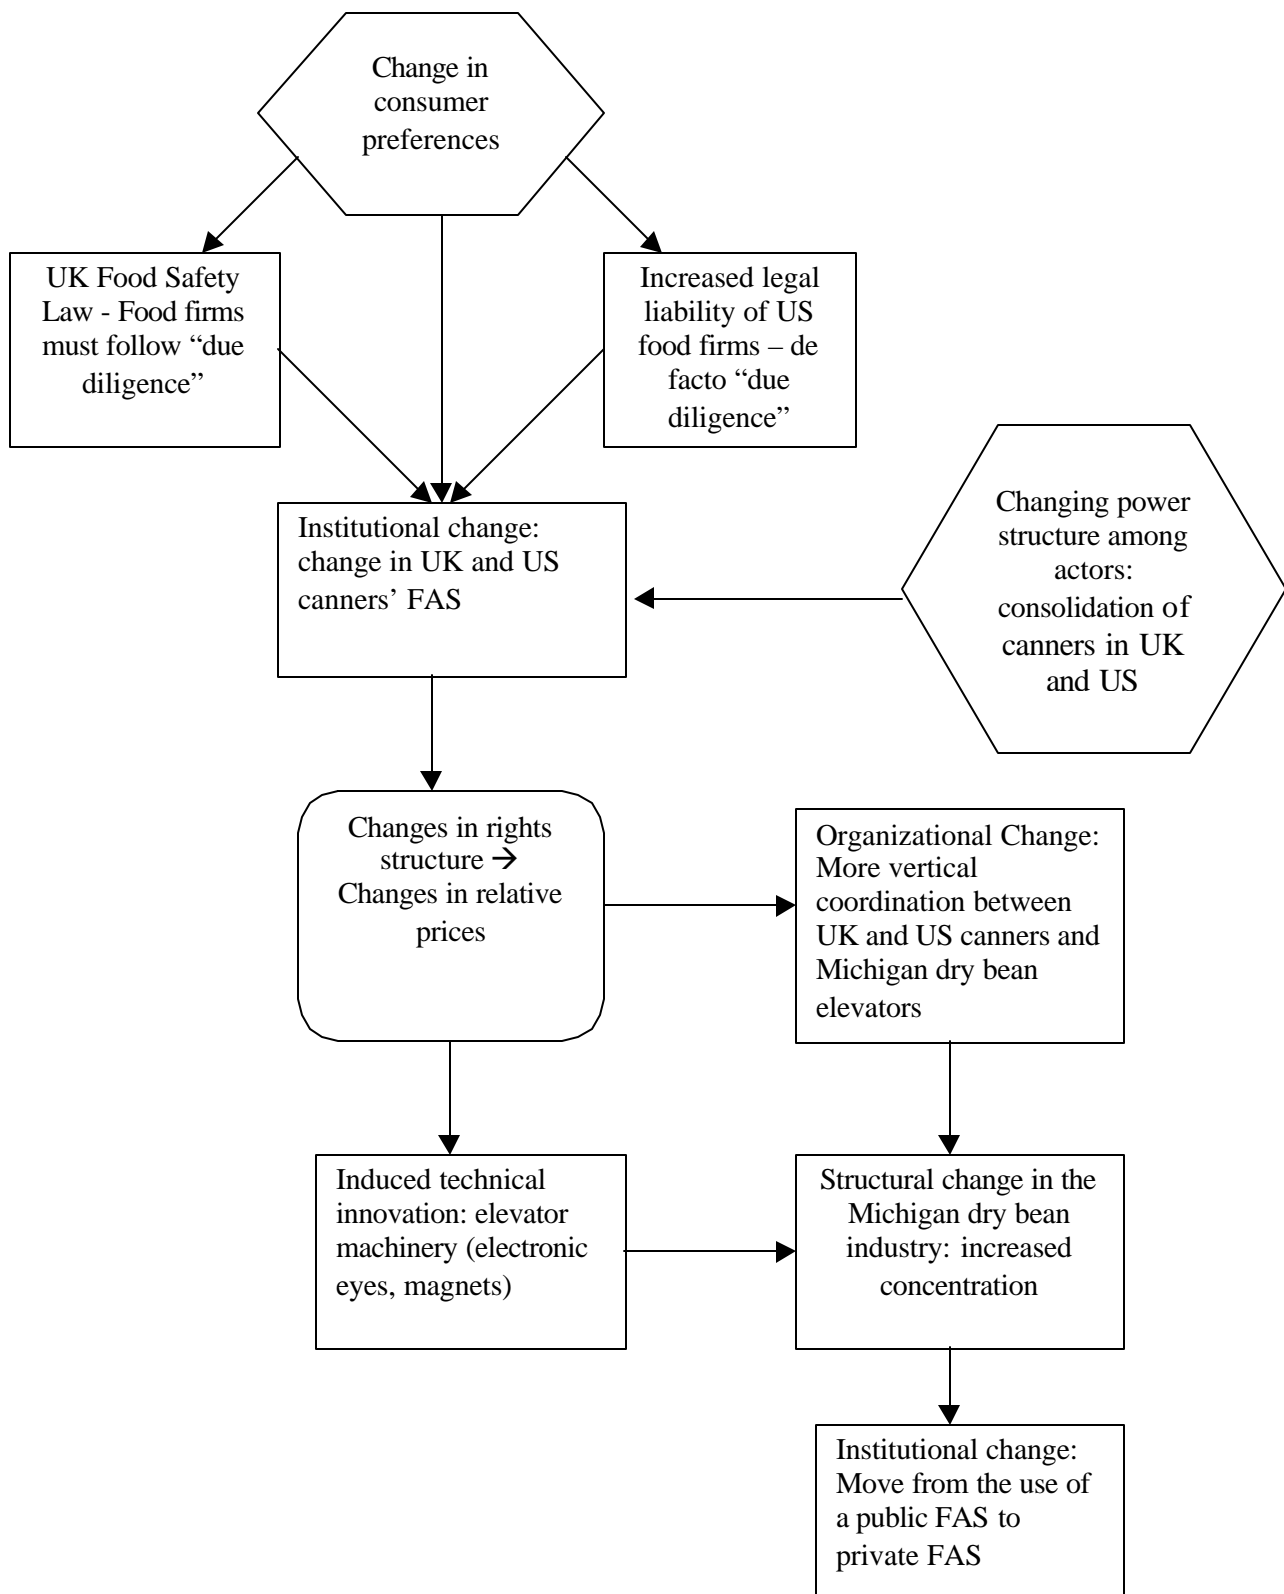 Change in
consumer
preferences
UK Food Safety
Law - Food firms
must follow “due
diligence”
Increased legal
liability of US
food firms – de
facto “due
diligence”
Institutional change:
change in UK and US
canners’ FAS
Changing power
structure among
actors:
consolidation of
canners in UK
and US
Changes in rights
structure →
Changes in relative
prices
Organizational Change:
More vertical
coordination between
UK and US canners and
Michigan dry bean
elevators
Induced technical
innovation: elevator
machinery (electronic
eyes, magnets)
Structural change in the
Michigan dry bean
industry: increased
concentration
Institutional change:
Move from the use of
a public FAS to
private FAS